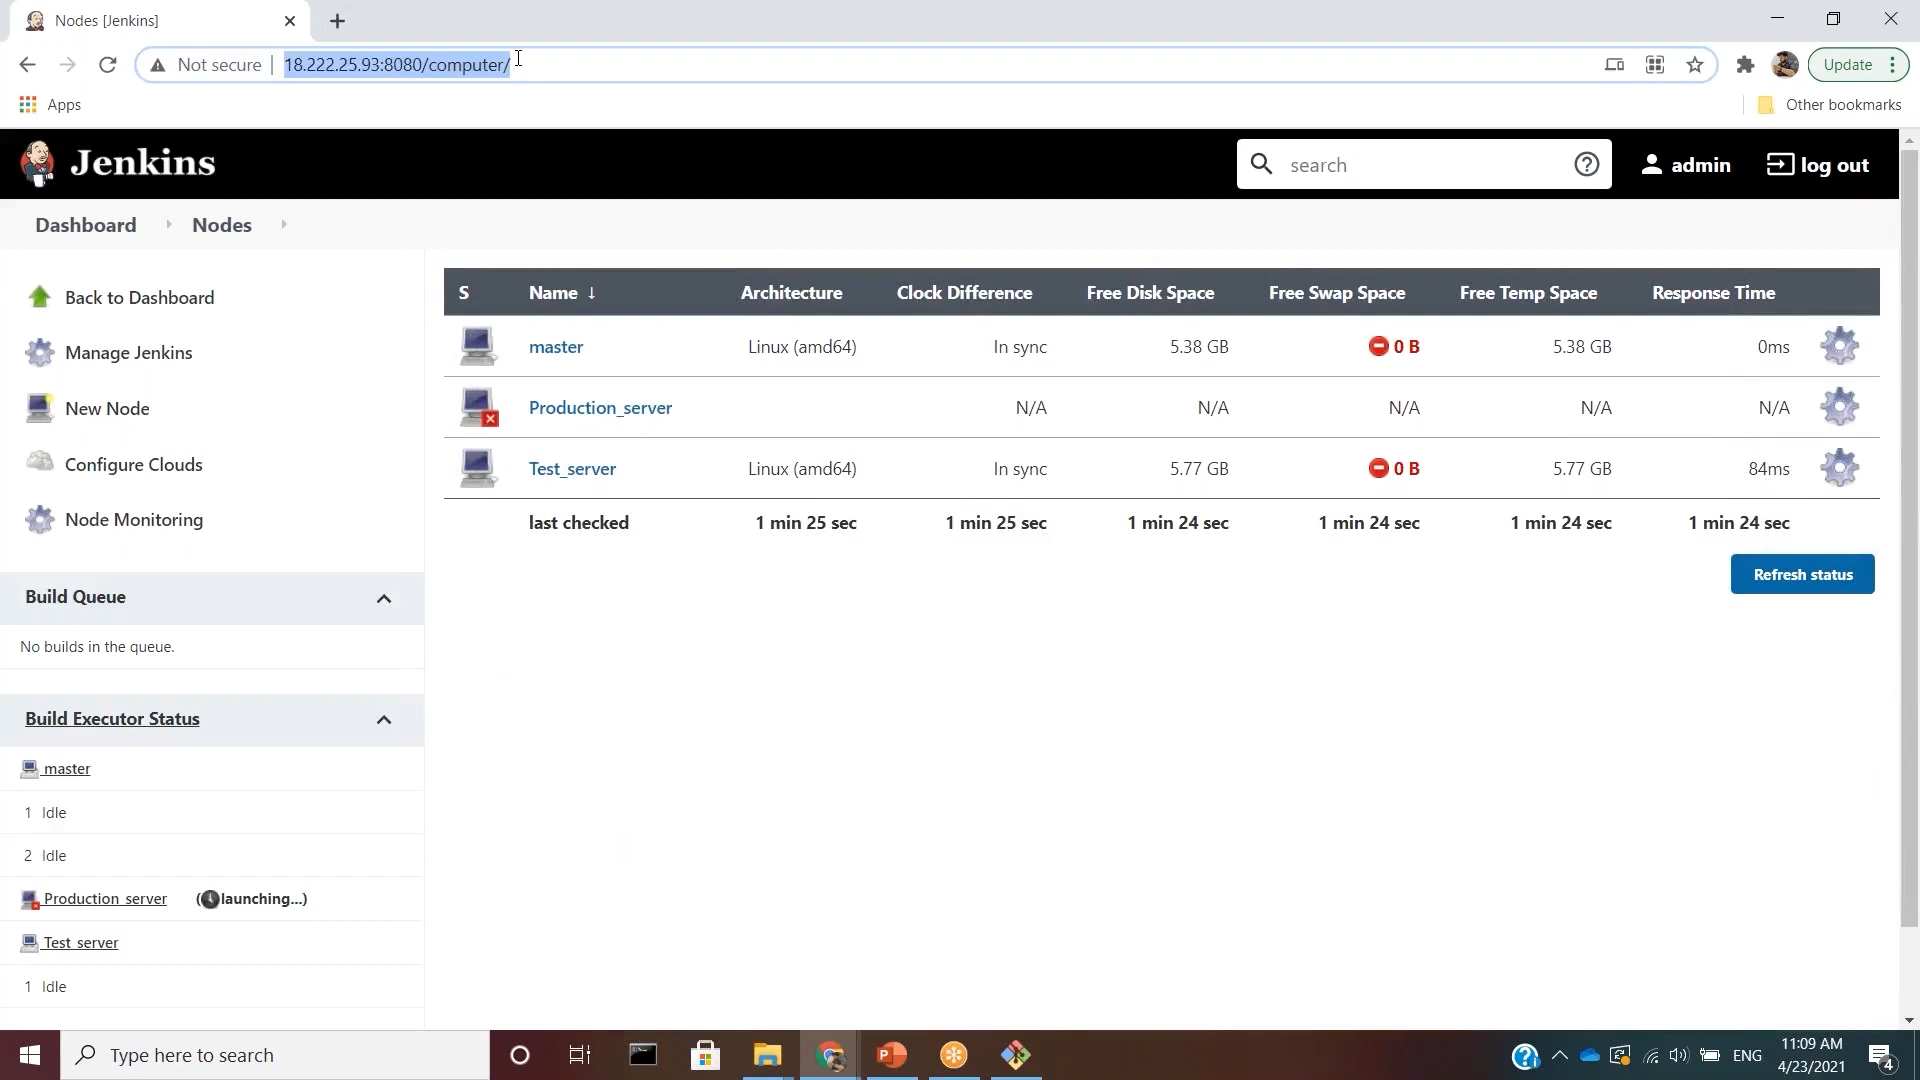 Nodes [Jenkins]
Not secure 18.222.25.93:8080/computer/
Update
Apps
Other bookmarks
Jenkins
search
admin
log out
Dashboard
Nodes
Back to Dashboard
Manage Jenkins
New Node
Configure Clouds
Node Monitoring
Build Queue
No builds in the queue.
Build Executor Status
master
1 Idle
2 Idle
Production_server (launching...)
Test_server
1 Idle
S Name ↓ Architecture Clock Difference Free Disk Space Free Swap Space Free Temp Space Response Time
master Linux (amd64) In sync 5.38 GB 0 B 5.38 GB 0ms
Production_server N/A N/A N/A N/A N/A
Test_server Linux (amd64) In sync 5.77 GB 0 B 5.77 GB 84ms
last checked 1 min 25 sec 1 min 25 sec 1 min 24 sec 1 min 24 sec 1 min 24 sec 1 min 24 sec
Refresh status
Type here to search
ENG
11:09 AM
4/23/2021
4